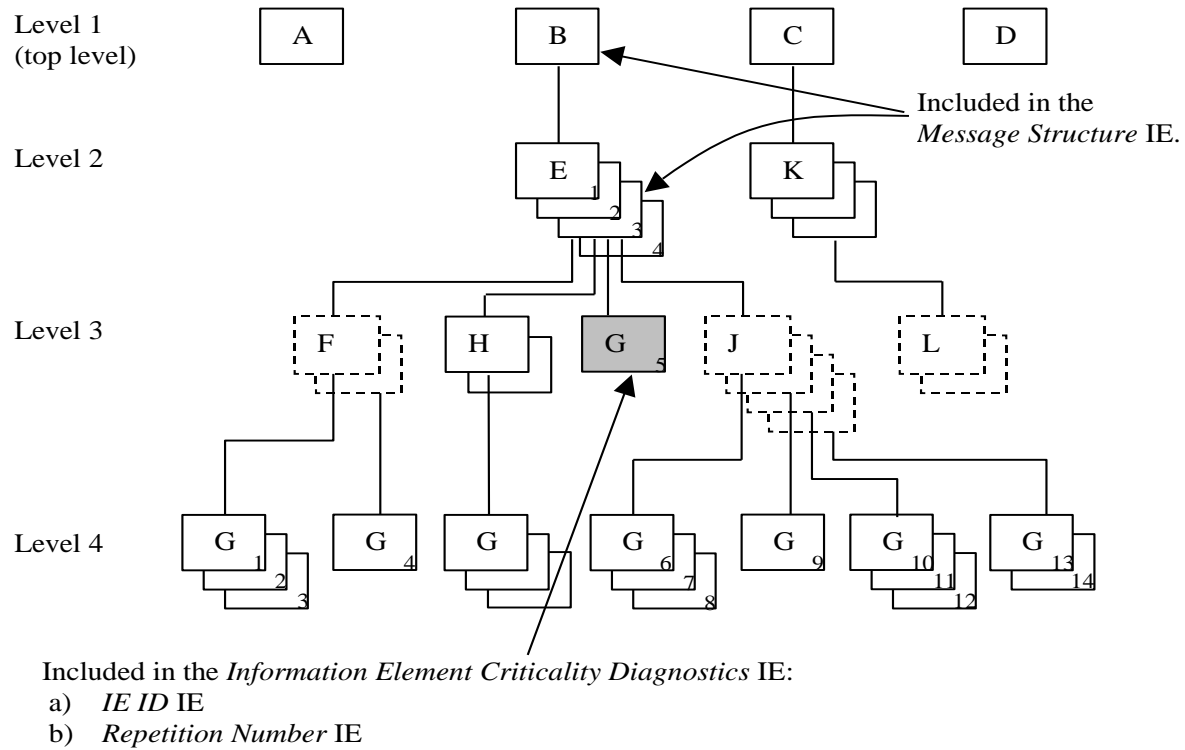 Level 1
(top level)
A
B
C
D
Included in the
Message Structure IE.
Level 2
E
1
2
3
4
K
Level 3
F
H
G
5
J
L
Level 4
G
1
2
3
G
4
G
G
6
7
8
G
9
G
10
11
12
G
13
14
Included in the Information Element Criticality Diagnostics IE:
a) IE ID IE
b) Repetition Number IE